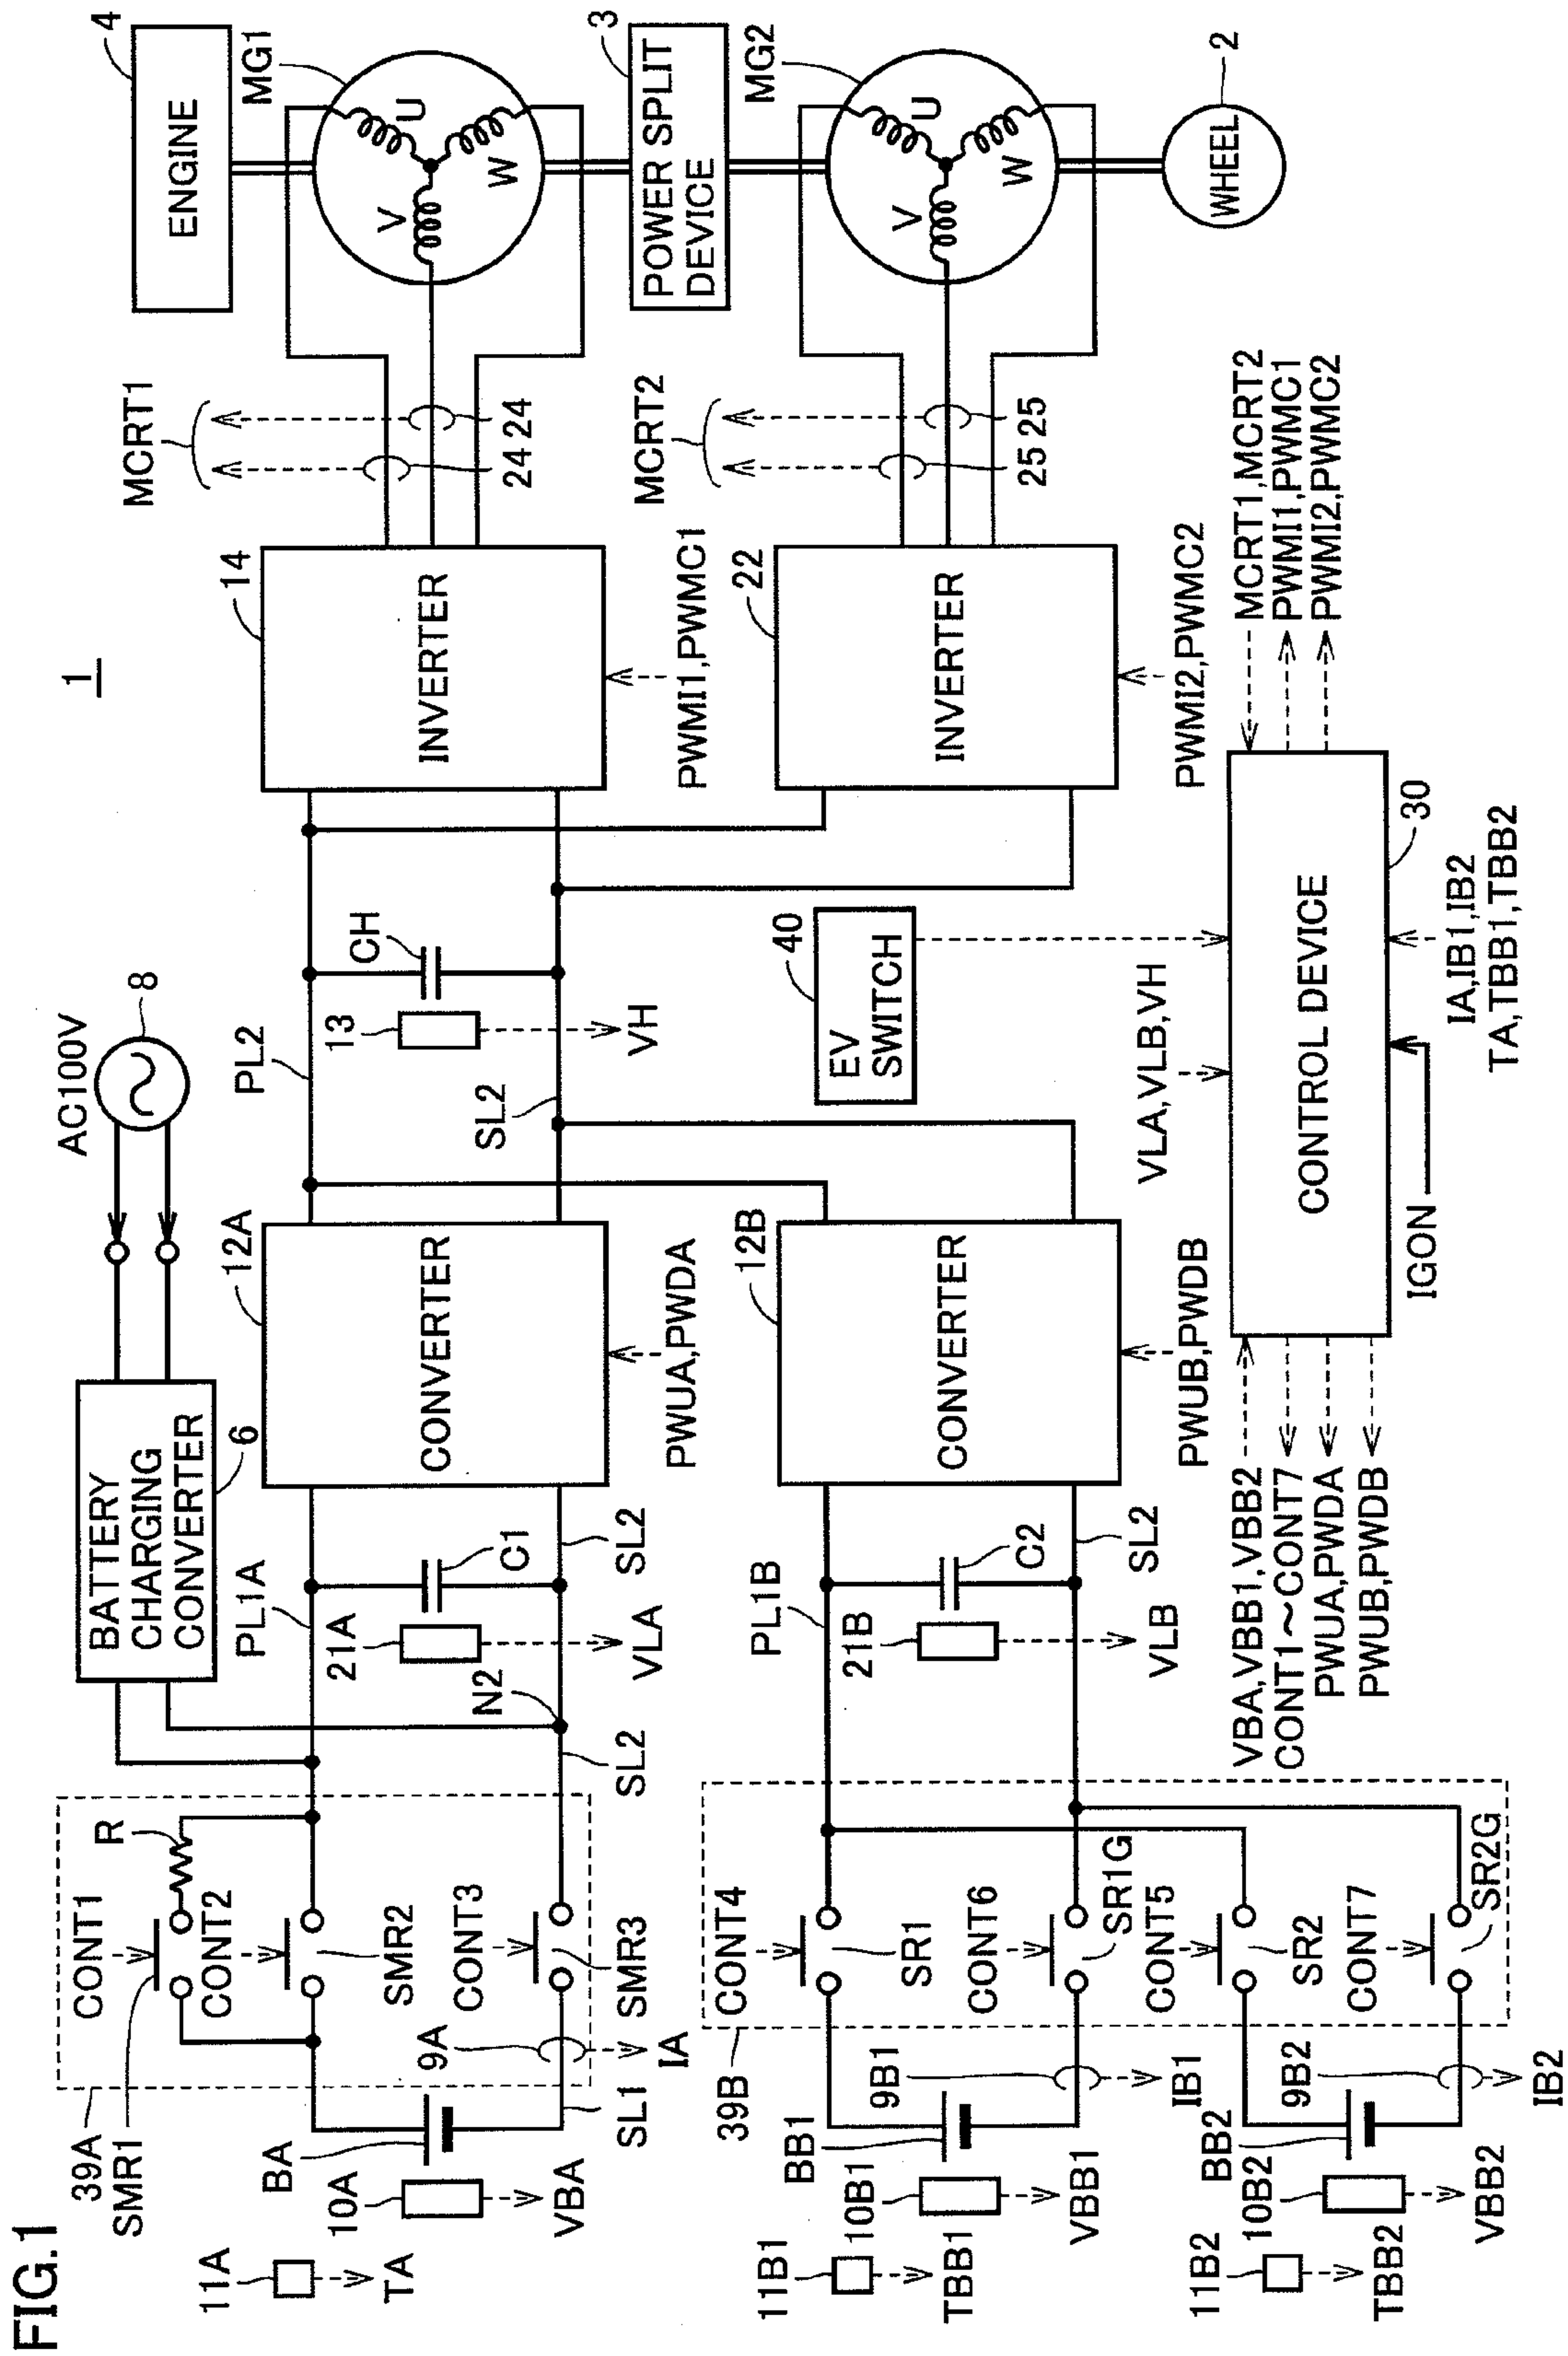 FIG.1
1
AC100V
8
BATTERY
CHARGING
CONVERTER
6
39A
SMR1
CONT1
R
CONT2
SMR2
CONT3
SMR3
11A
TA
BA
10A
VBA
9A
IA
SL1
SL2
N2
PL1A
21A
VLA
C1
SL2
12A
CONVERTER
PWUA,PWDA
PL2
SL2
13
CH
VH
14
INVERTER
PWMI1,PWMC1
MCRT1
24
24
4
ENGINE
MG1
U
V
W
3
POWER SPLIT
DEVICE
39B
CONT4
SR1
CONT6
SR1G
CONT5
SR2
CONT7
SR2G
11B1
TBB1
BB1
10B1
VBB1
9B1
IB1
11B2
TBB2
BB2
10B2
VBB2
9B2
IB2
PL1B
21B
VLB
C2
SL2
12B
CONVERTER
PWUB,PWDB
40
EV
SWITCH
22
INVERTER
PWMI2,PWMC2
MCRT2
25
25
MG2
U
V
W
WHEEL
2
VLA,VLB,VH
VBA,VBB1,VBB2
CONT1~CONT7
PWUA,PWDA
PWUB,PWDB
CONTROL DEVICE
30
IGON
IA,IB1,IB2
TA,TBB1,TBB2
MCRT1,MCRT2
PWMI1,PWMC1
PWMI2,PWMC2